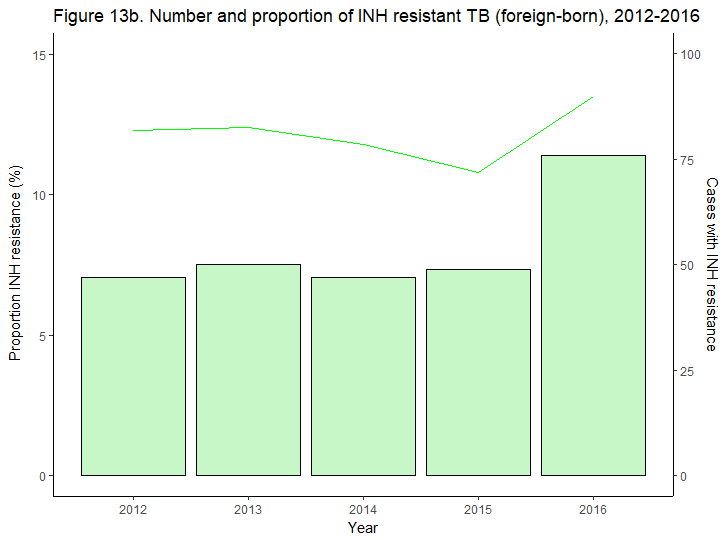 Figure 13b. Number and proportion of INH resistant TB (foreign-born), 2012-2016
Proportion INH resistance (%)
15
10
5
0
100
75
50
25
0
Cases with INH resistance
2012 2013 2014 2015 2016
Year